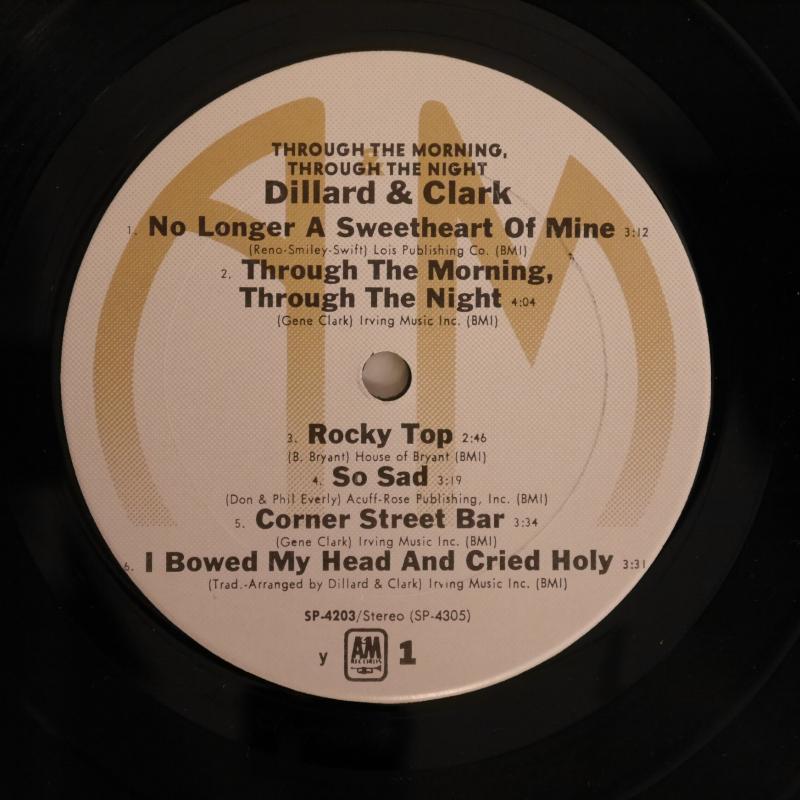 THROUGH THE MORNING,
THROUGH THE NIGHT
Dillard & Clark
1. No Longer A Sweetheart Of Mine 3:12
(Reno-Smiley-Swift) Lois Publishing Co. (BMI)
2. Through The Morning,
Through The Night 4:04
(Gene Clark) Irving Music Inc. (BMI)
3. Rocky Top 2:46
(B. Bryant) House of Bryant (BMI)
4. So Sad 3:19
(Don & Phil Everly) Acuff-Rose Publishing, Inc. (BMI)
5. Corner Street Bar 3:34
(Gene Clark) Irving Music Inc. (BMI)
6. I Bowed My Head And Cried Holy 3:31
(Trad.-Arranged by Dillard & Clark) Irving Music Inc. (BMI)
SP-4203/Stereo (SP-4305)
y A&M RECORDS 1